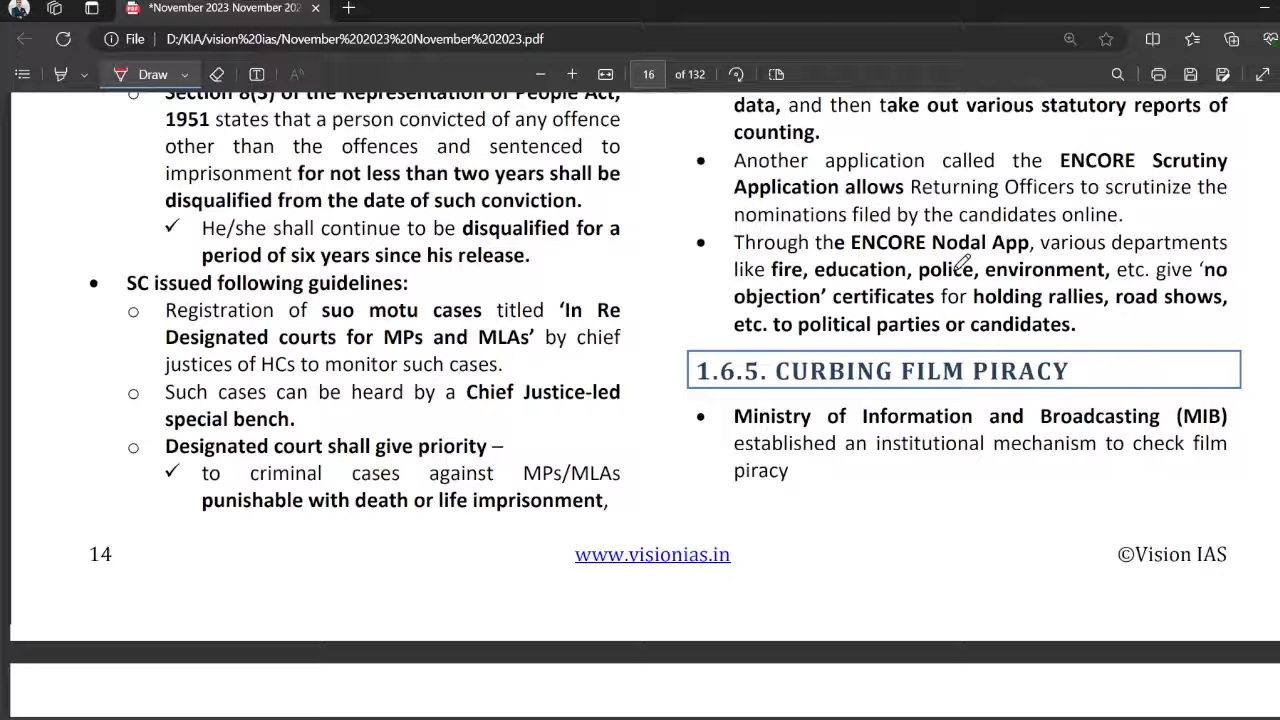 *November 2023 November 202
File
D:/KIA/vision%20ias/November%202023%20November%202023.pdf
Draw
16 of 132
Section 8(3) of the Representation of People Act,
1951 states that a person convicted of any offence
other than the offences and sentenced to
imprisonment for not less than two years shall be
disqualified from the date of such conviction.
✓ He/she shall continue to be disqualified for a
period of six years since his release.
• SC issued following guidelines:
o Registration of suo motu cases titled ‘In Re
Designated courts for MPs and MLAs’ by chief
justices of HCs to monitor such cases.
o Such cases can be heard by a Chief Justice-led
special bench.
o Designated court shall give priority –
✓ to criminal cases against MPs/MLAs
punishable with death or life imprisonment,
data, and then take out various statutory reports of
counting.
• Another application called the ENCORE Scrutiny
Application allows Returning Officers to scrutinize the
nominations filed by the candidates online.
• Through the ENCORE Nodal App, various departments
like fire, education, police, environment, etc. give ‘no
objection’ certificates for holding rallies, road shows,
etc. to political parties or candidates.
1.6.5. CURBING FILM PIRACY
• Ministry of Information and Broadcasting (MIB)
established an institutional mechanism to check film
piracy
14
www.visionias.in
©Vision IAS